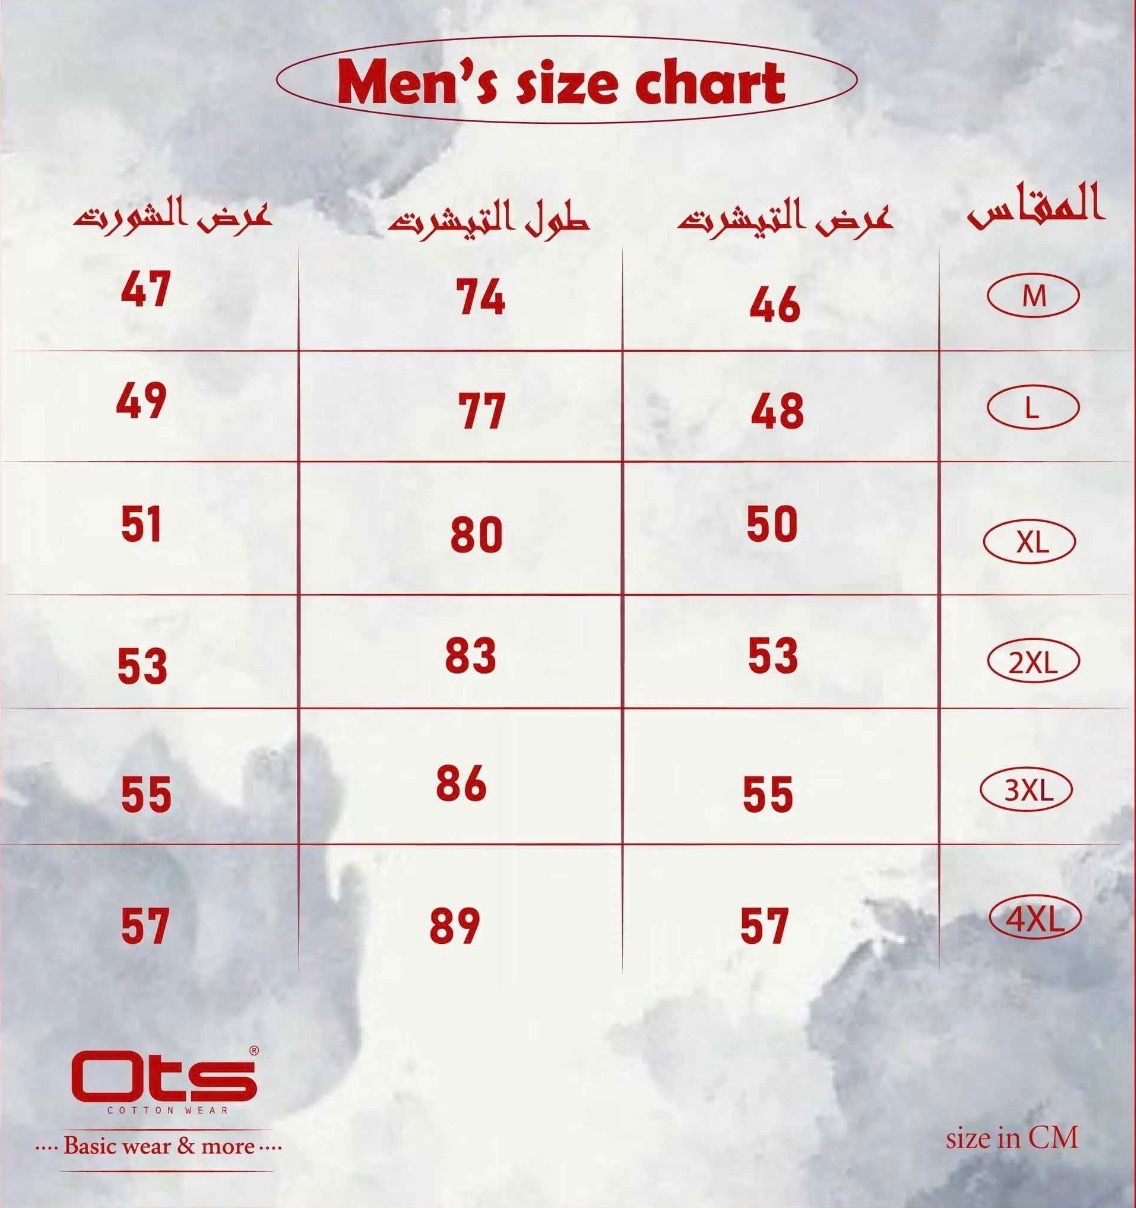 Men's size chart
المقاس عرض التيشرت طول التيشرت عرض الشورت
M 46 74 47
L 48 77 49
XL 50 80 51
2XL 53 83 53
3XL 55 86 55
4XL 57 89 57
Ots®
COTTON WEAR
···· Basic wear & more ····
size in CM